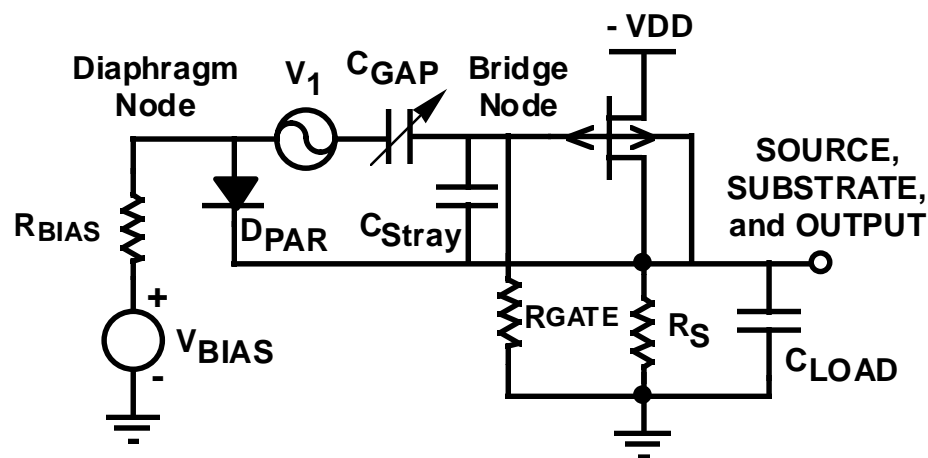 - VDD
Diaphragm
Node
V1
CGAP
Bridge
Node
SOURCE,
SUBSTRATE,
and OUTPUT
RBIAS
DPAR
CStray
+
VBIAS
-
RGATE
RS
CLOAD